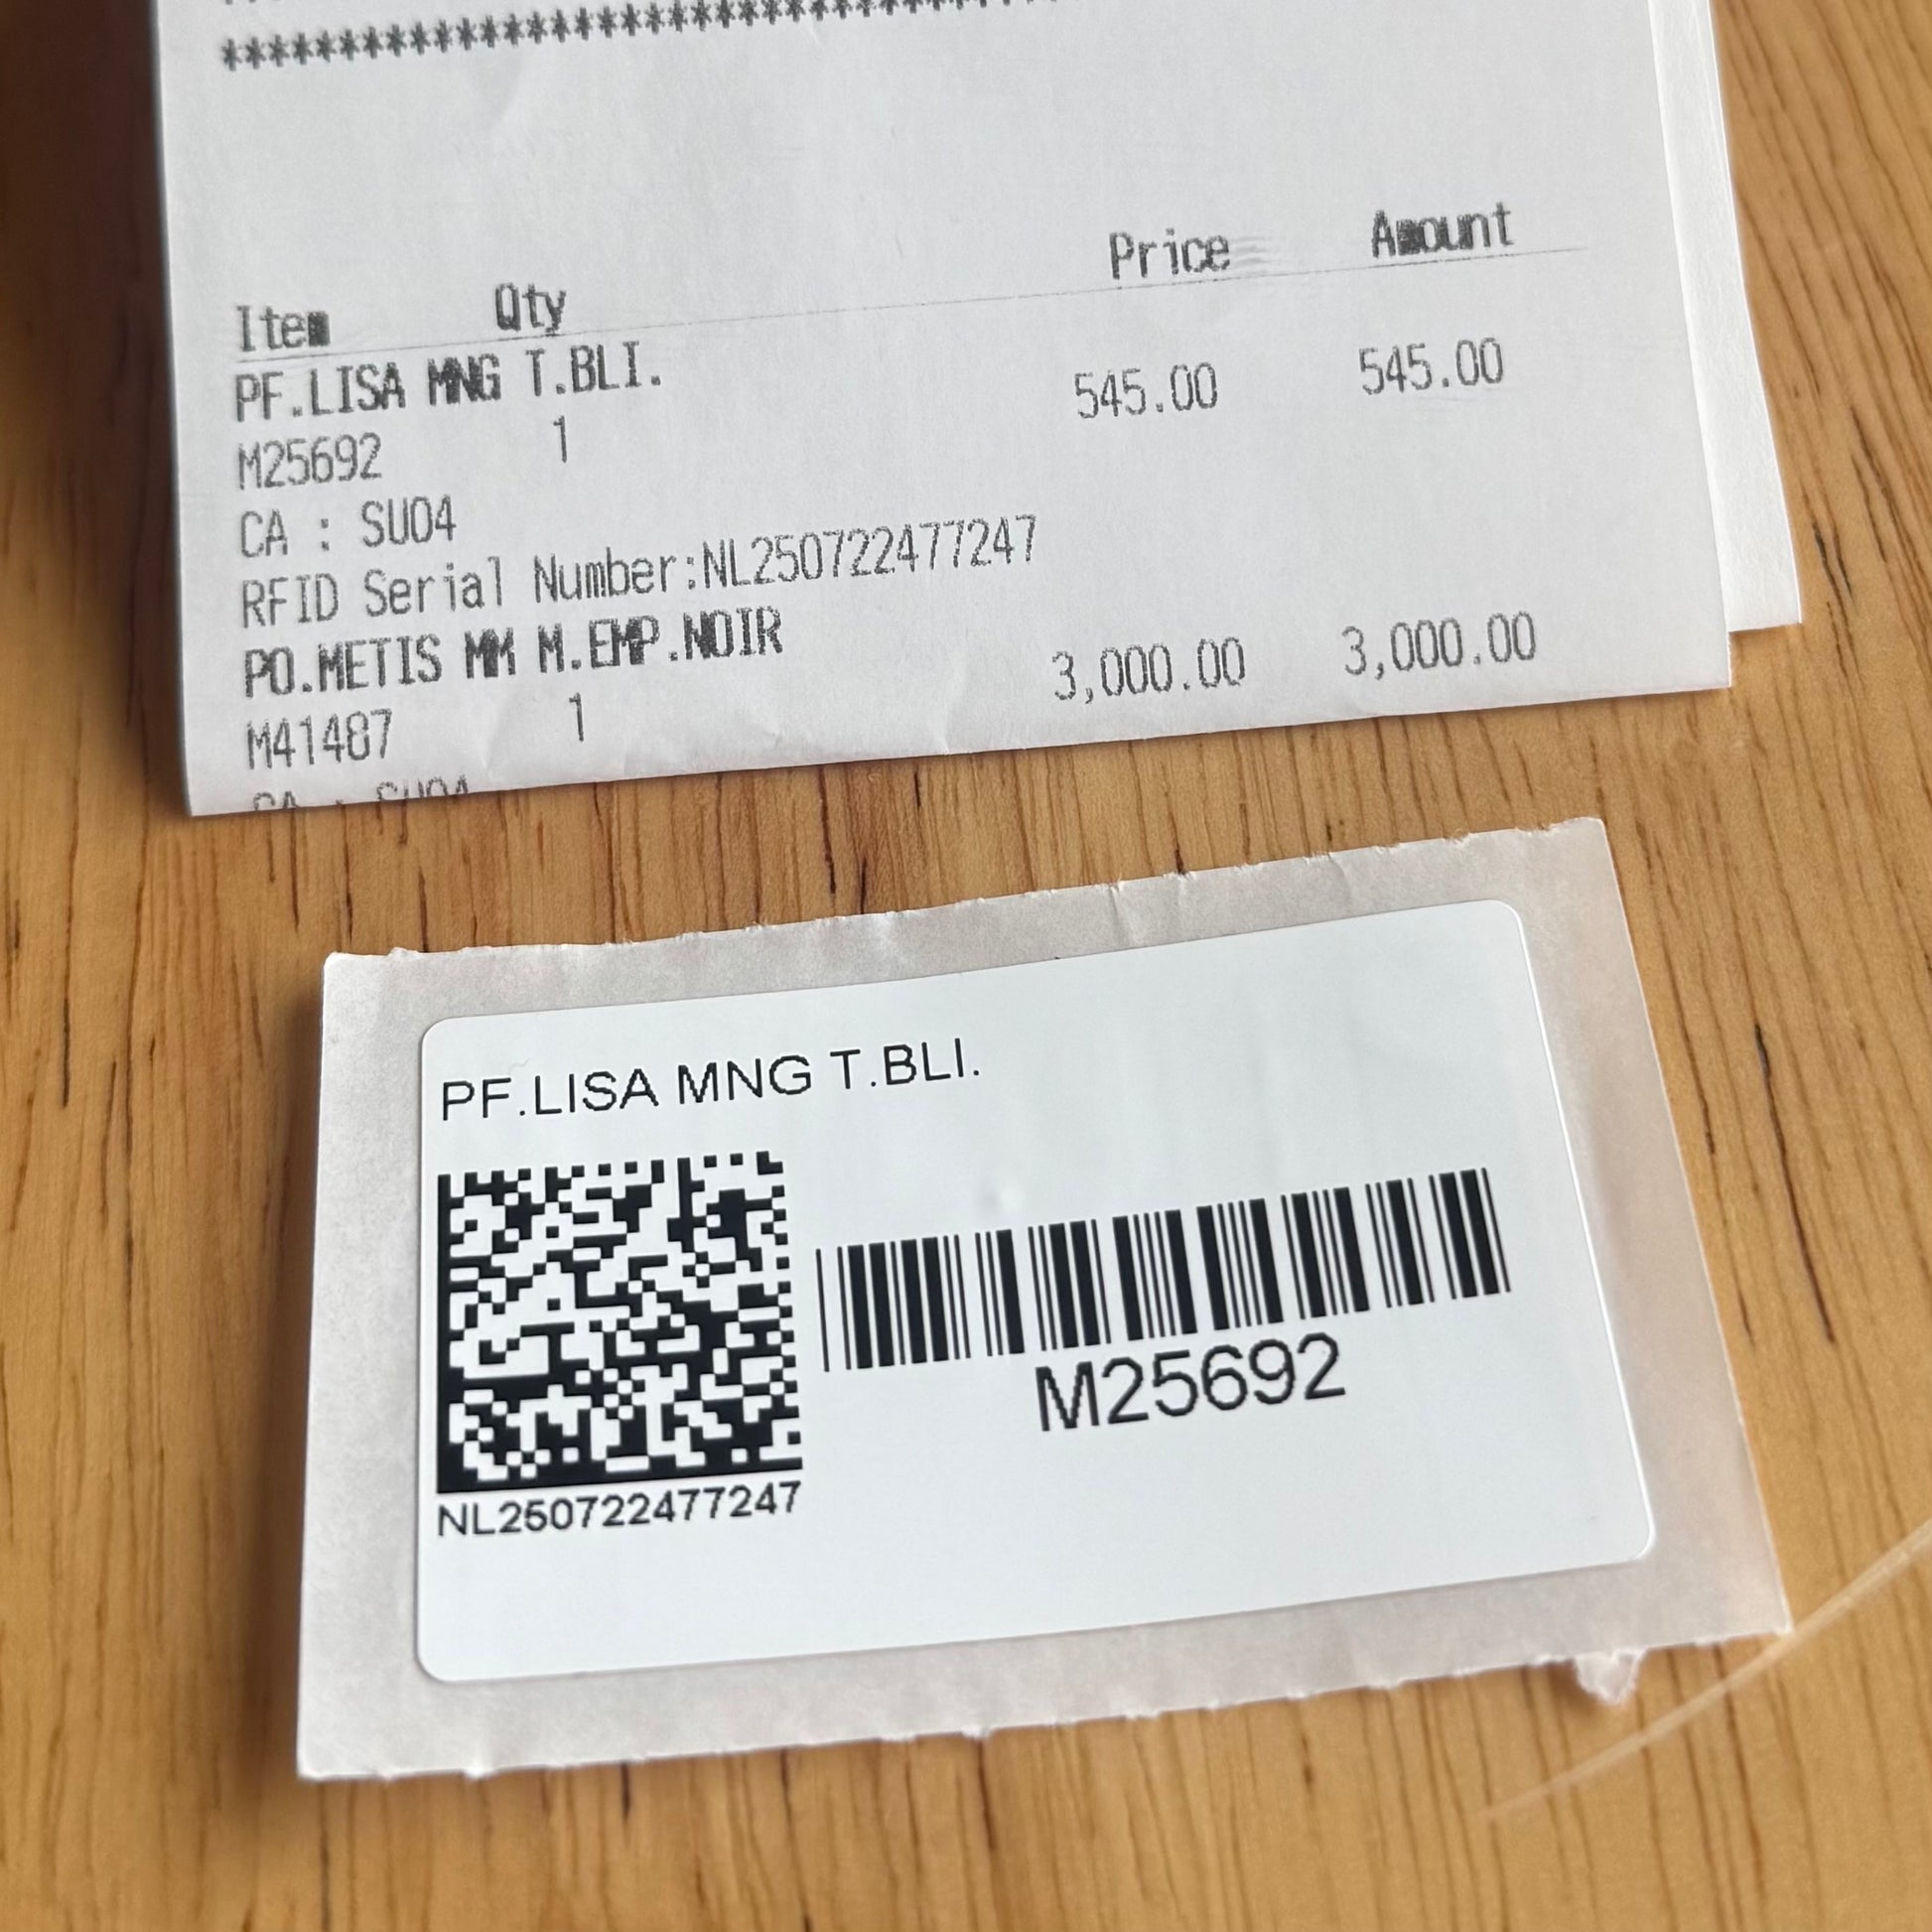 ********************************
Item Qty Price Amount
PF.LISA MNG T.BLI.
M25692 1 545.00 545.00
CA : SU04
RFID Serial Number:NL250722477247
PO.METIS MM M.EMP.NOIR
M41487 1 3,000.00 3,000.00
CA : SU04
PF.LISA MNG T.BLI.
M25692
NL250722477247